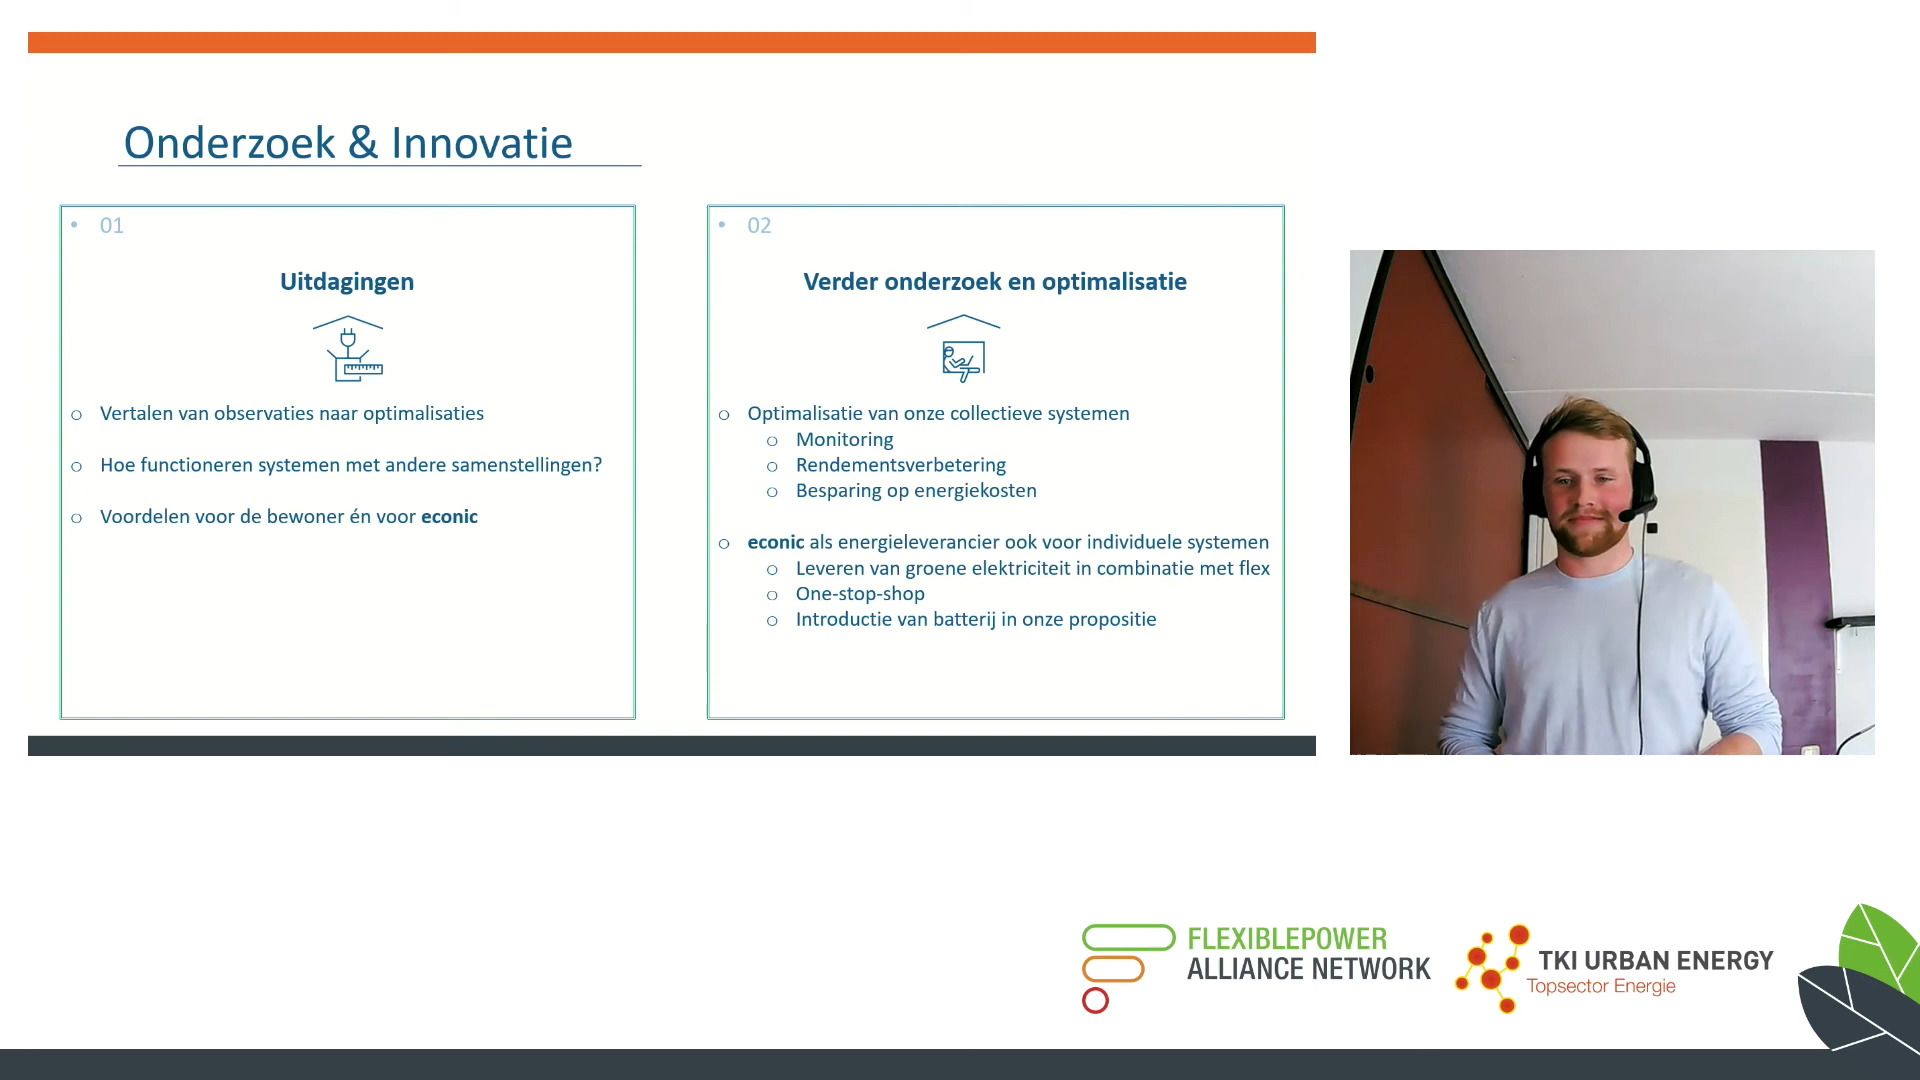 Onderzoek & Innovatie
• 01
Uitdagingen
o Vertalen van observaties naar optimalisaties
o Hoe functioneren systemen met andere samenstellingen?
o Voordelen voor de bewoner én voor econic
• 02
Verder onderzoek en optimalisatie
o Optimalisatie van onze collectieve systemen
o Monitoring
o Rendementsverbetering
o Besparing op energiekosten
o econic als energieleverancier ook voor individuele systemen
o Leveren van groene elektriciteit in combinatie met flex
o One-stop-shop
o Introductie van batterij in onze propositie
FLEXIBLEPOWER
ALLIANCE NETWORK
TKI URBAN ENERGY
Topsector Energie